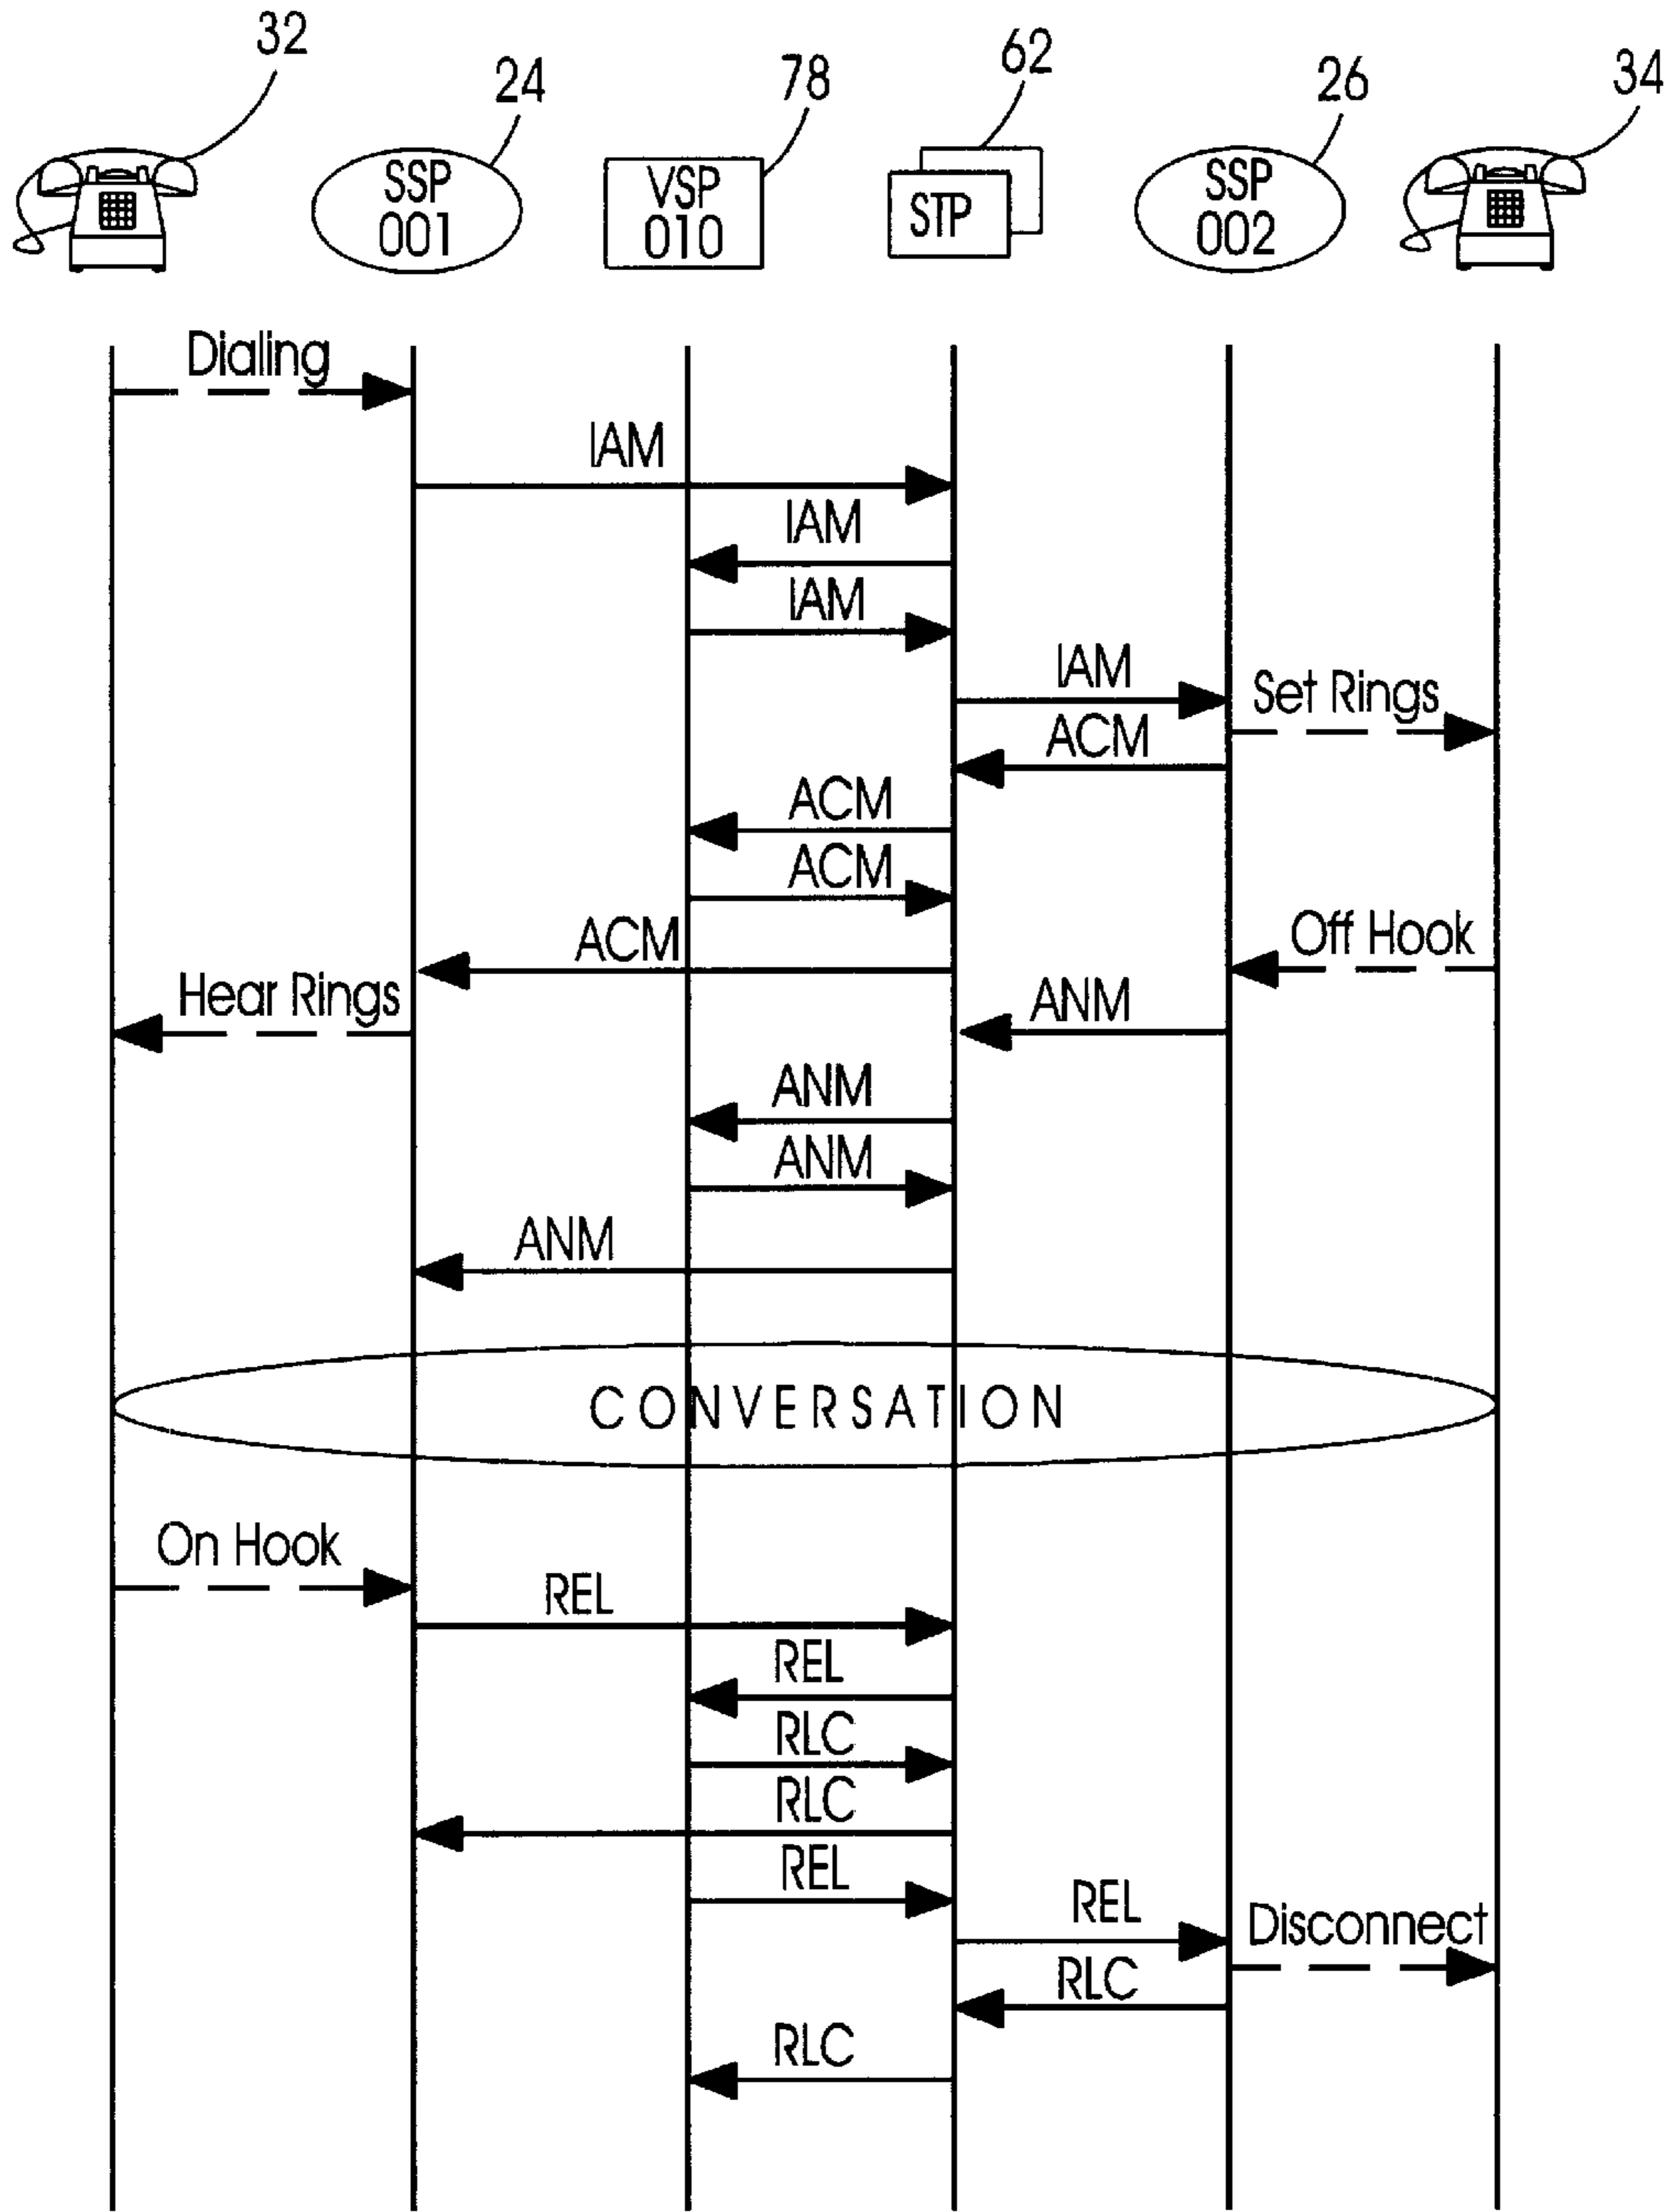 32
24
78
62
26
34
SSP
001
VSP
010
STP
SSP
002
Dialing
IAM
IAM
IAM
IAM
Set Rings
ACM
ACM
ACM
ACM
Off Hook
Hear Rings
ANM
ANM
ANM
ANM
CONVERSATION
On Hook
REL
REL
RLC
RLC
REL
REL
Disconnect
RLC
RLC